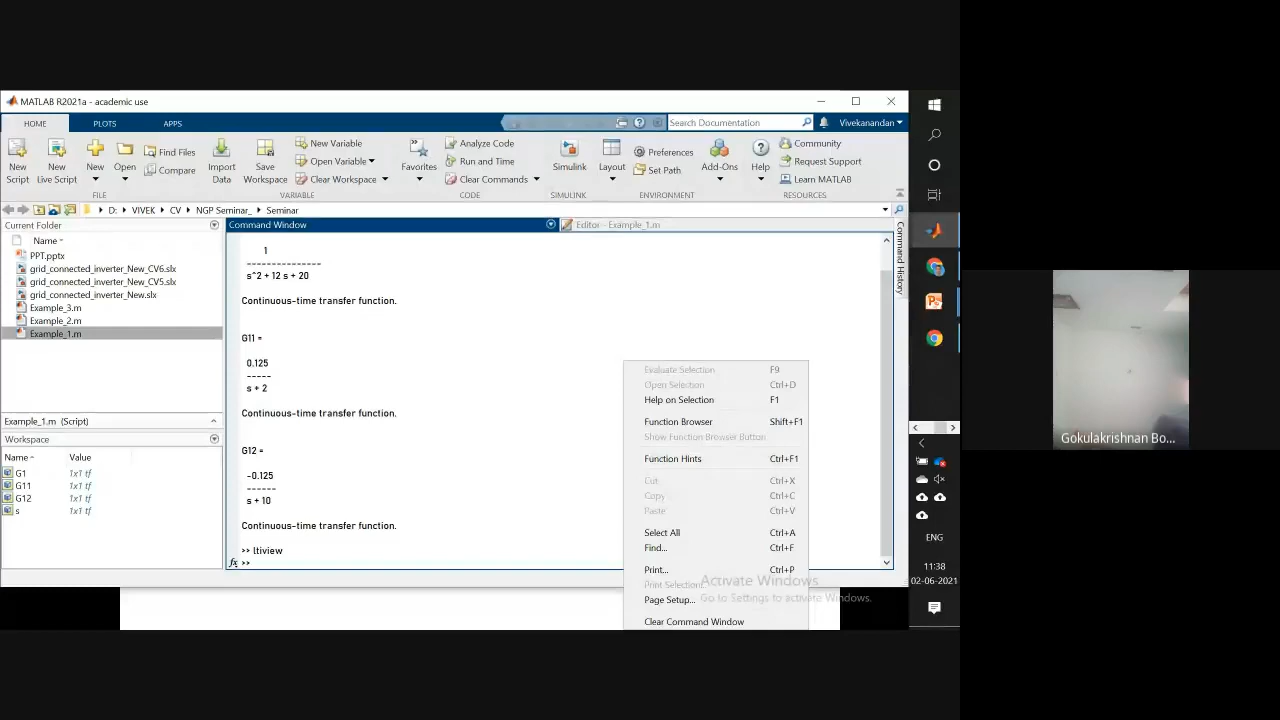 MATLAB R2021a - academic use
HOME
PLOTS
APPS
Search Documentation
Vivekanandan
New Script
New Live Script
New
Open
Find Files
Compare
Import Data
Save Workspace
New Variable
Open Variable
Clear Workspace
Favorites
Analyze Code
Run and Time
Clear Commands
Simulink
Layout
Preferences
Set Path
Add-Ons
Help
Community
Request Support
Learn MATLAB
FILE
VARIABLE
CODE
SIMULINK
ENVIRONMENT
RESOURCES
D: VIVEK CV NGP Seminar_ Seminar
Current Folder
Name
PPT.pptx
grid_connected_inverter_New_CV6.slx
grid_connected_inverter_New_CV5.slx
grid_connected_inverter_New.slx
Example_3.m
Example_2.m
Example_1.m
Example_1.m (Script)
Workspace
Name Value
G1 1x1 tf
G11 1x1 tf
G12 1x1 tf
s 1x1 tf
Command Window
Editor - Example_1.m
Command History
1
---------------
s^2 + 12 s + 20
Continuous-time transfer function.
G11 =
0.125
-----
s + 2
Continuous-time transfer function.
G12 =
-0.125
------
s + 10
Continuous-time transfer function.
>> ltiview
fx >>
Evaluate Selection F9
Open Selection Ctrl+D
Help on Selection F1
Function Browser Shift+F1
Show Function Browser Button
Function Hints Ctrl+F1
Cut Ctrl+X
Copy Ctrl+C
Paste Ctrl+V
Select All Ctrl+A
Find... Ctrl+F
Print... Ctrl+P
Print Selection...
Page Setup...
Clear Command Window
Activate Windows
Go to Settings to activate Windows.
ENG
11:38
02-06-2021
Gokulakrishnan Bo...